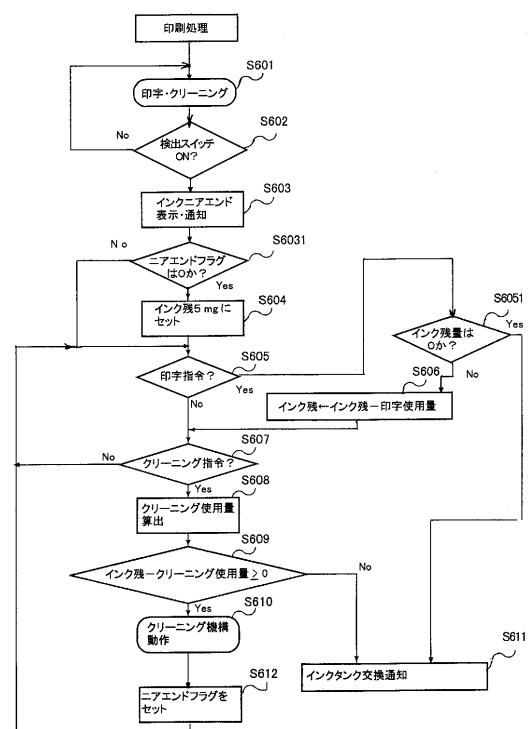 印刷処理
S601
印字・クリーニング
S602
No
検出スイッチ
ON?
S603
インクニアエンド
表示・通知
S6031
No
ニアエンドフラグ
は0か?
Yes
S604
インク残5mgに
セット
S6051
インク残量は
0か?
Yes
No
S605
印字指令?
Yes
No
S606
インク残←インク残-印字使用量
S607
No
クリーニング指令?
Yes
S608
クリーニング使用量
算出
S609
インク残-クリーニング使用量≧0
No
Yes
S610
クリーニング機構
動作
S611
インクタンク交換通知
S612
ニアエンドフラグを
セット